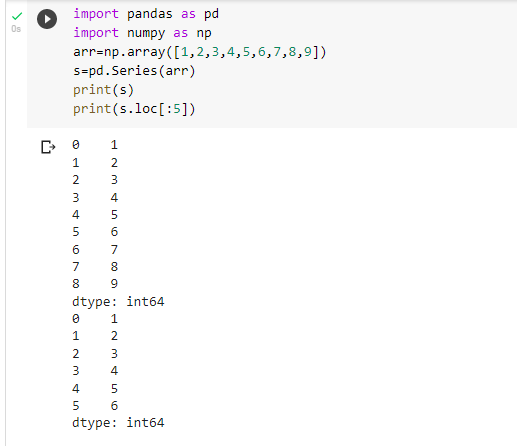 import pandas as pd
0s
import numpy as np
arr=np.array([1,2,3,4,5,6,7,8,9])
s=pd.Series(arr)
print(s)
print(s.loc[:5])
0    1
1    2
2    3
3    4
4    5
5    6
6    7
7    8
8    9
dtype: int64
0    1
1    2
2    3
3    4
4    5
5    6
dtype: int64